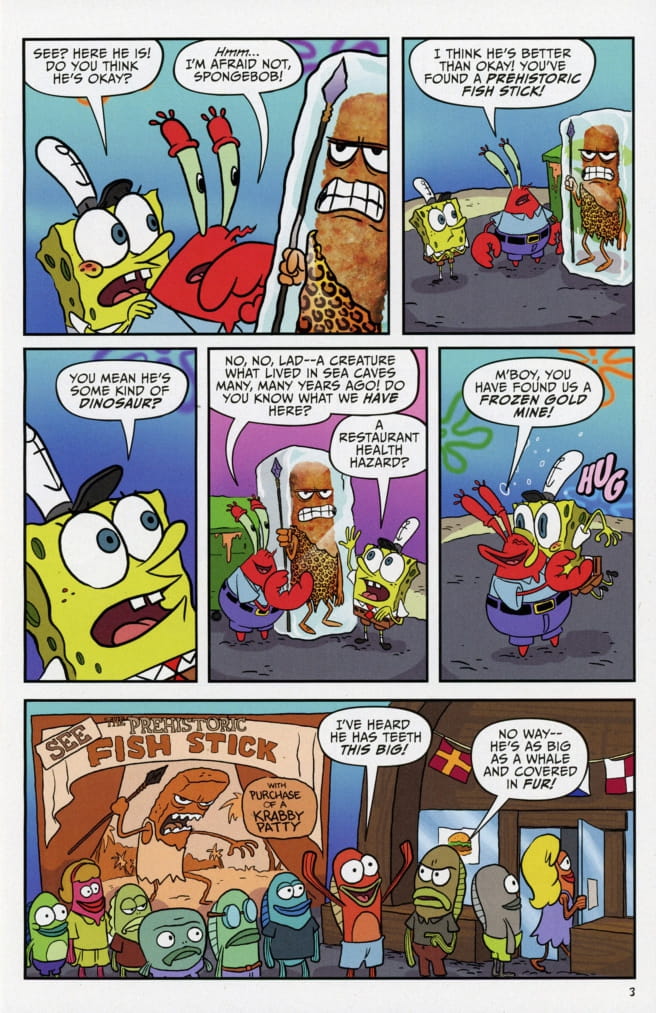 SEE? HERE HE IS!
DO YOU THINK
HE'S OKAY?
Hmm...
I'M AFRAID NOT,
SPONGEBOB!
I THINK HE'S BETTER
THAN OKAY! YOU'VE
FOUND A PREHISTORIC
FISH STICK!
YOU MEAN HE'S
SOME KIND OF
DINOSAUR?
NO, NO, LAD--A CREATURE
WHAT LIVED IN SEA CAVES
MANY, MANY YEARS AGO! DO
YOU KNOW WHAT WE HAVE
HERE?
A
RESTAURANT
HEALTH
HAZARD?
M'BOY, YOU
HAVE FOUND US A
FROZEN GOLD
MINE!
HUG
SEE
THE PREHISTORIC
FISH STICK
WITH
PURCHASE
OF A
KRABBY
PATTY
I'VE HEARD
HE HAS TEETH
THIS BIG!
NO WAY--
HE'S AS BIG
AS A WHALE
AND COVERED
IN FUR!
3